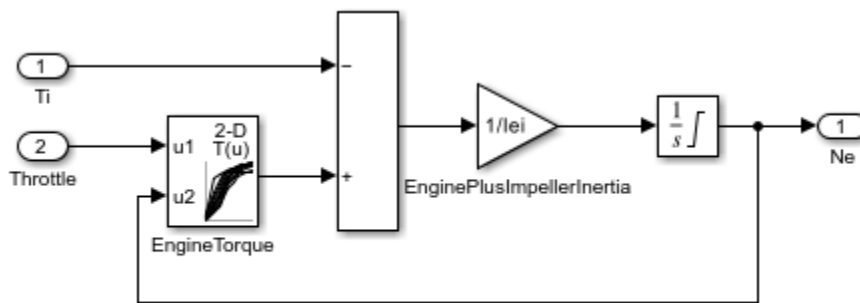 1
Ti
−
2
Throttle
u1
u2
2-D
T(u)
EngineTorque
+
1/Iei
EnginePlusImpellerInertia
1
s
1
Ne